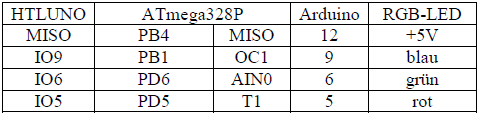 HTLUNO ATmega328P Arduino RGB-LED
MISO PB4 MISO 12 +5V
IO9 PB1 OC1 9 blau
IO6 PD6 AIN0 6 grün
IO5 PD5 T1 5 rot